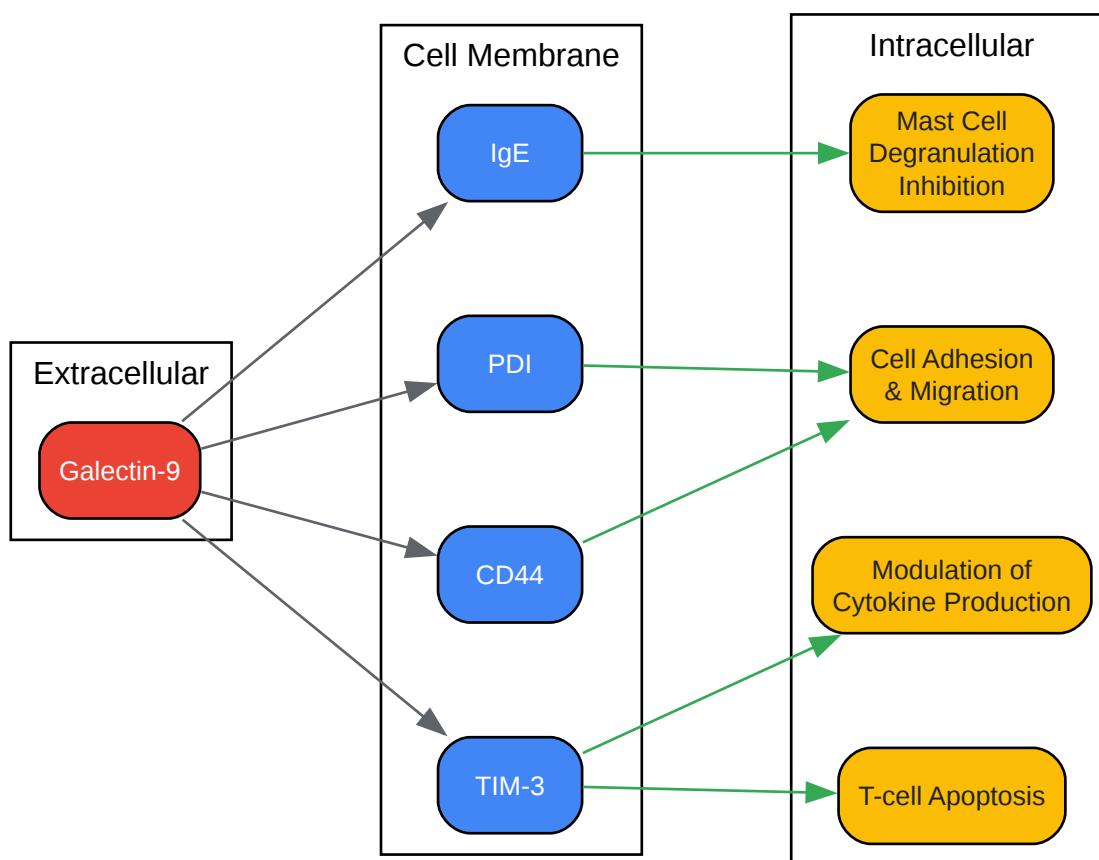 Extracellular
Galectin-9
Cell Membrane
IgE
PDI
CD44
TIM-3
Intracellular
Mast Cell
Degranulation
Inhibition
Cell Adhesion
& Migration
Modulation of
Cytokine Production
T-cell Apoptosis